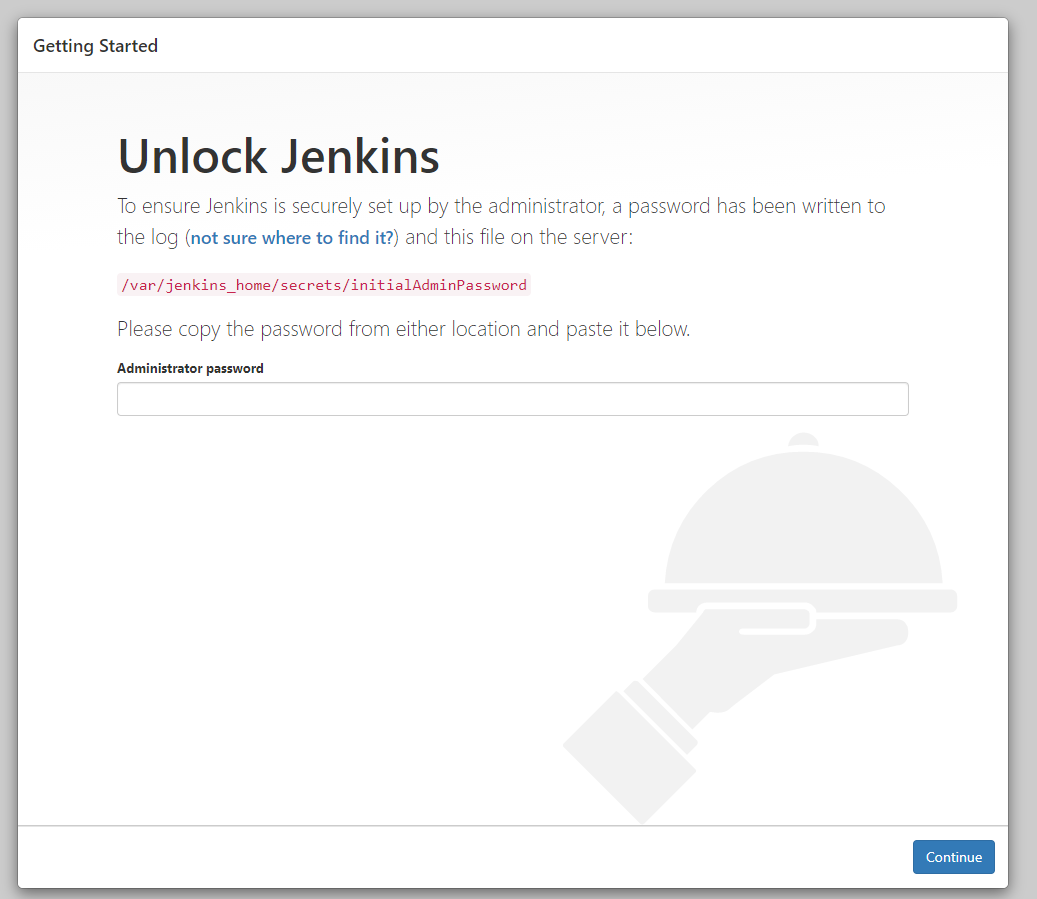 Getting Started
Unlock Jenkins
To ensure Jenkins is securely set up by the administrator, a password has been written to
the log (not sure where to find it?) and this file on the server:
/var/jenkins_home/secrets/initialAdminPassword
Please copy the password from either location and paste it below.
Administrator password
Continue